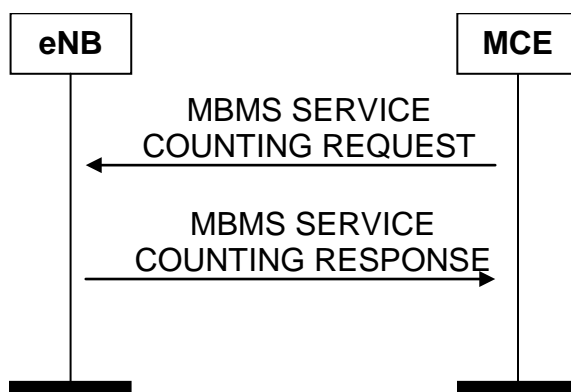 eNB
MCE
MBMS SERVICE
COUNTING REQUEST
MBMS SERVICE
COUNTING RESPONSE